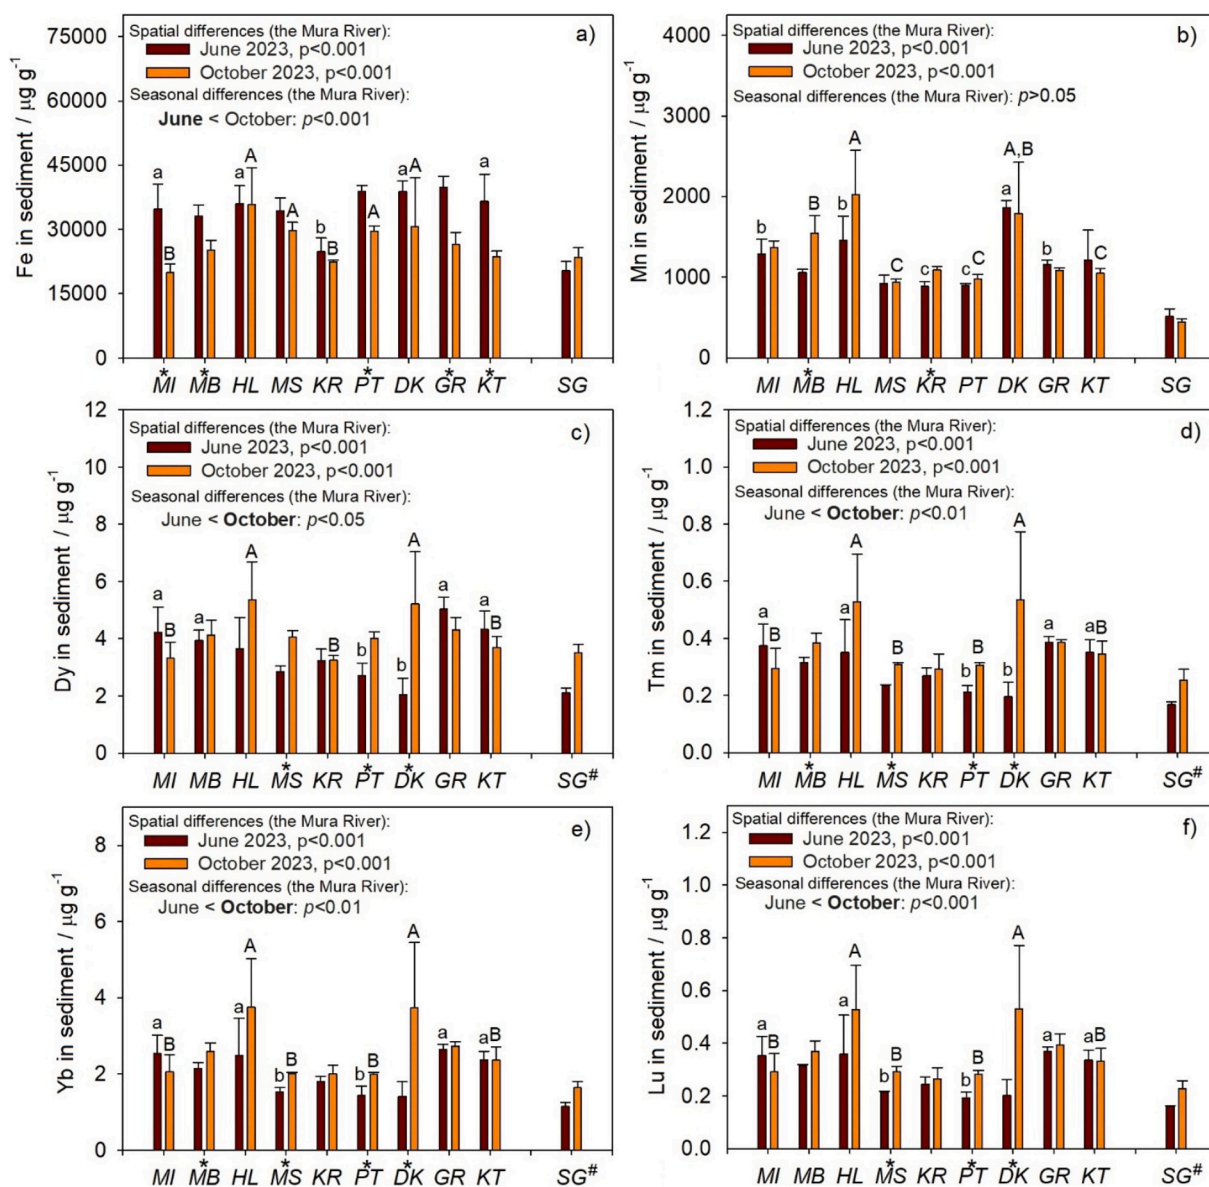 Spatial differences (the Mura River):
June 2023, p<0.001
October 2023, p<0.001
Seasonal differences (the Mura River):
June < October: p<0.001
a)
Fe in sediment / µg g-1
75000
60000
45000
30000
15000
0
a B a A A b B A a A a
MI MB HL MS KR PT DK GR KT SG
* * * * *
Spatial differences (the Mura River):
June 2023, p<0.001
October 2023, p<0.001
Seasonal differences (the Mura River): p>0.05
b)
Mn in sediment / µg g-1
4000
3000
2000
1000
0
b B b A C c c C a A,B b C
MI MB HL MS KR PT DK GR KT SG
* *
Spatial differences (the Mura River):
June 2023, p<0.001
October 2023, p<0.001
Seasonal differences (the Mura River):
June < October: p<0.05
c)
Dy in sediment / µg g-1
12
10
8
6
4
2
0
a B a A B b b A a a B
MI MB HL MS KR PT DK GR KT SG#
* * *
Spatial differences (the Mura River):
June 2023, p<0.001
October 2023, p<0.001
Seasonal differences (the Mura River):
June < October: p<0.01
d)
Tm in sediment / µg g-1
1.2
1.0
0.8
0.6
0.4
0.2
0.0
a B a A B b B b A a a B
MI MB HL MS KR PT DK GR KT SG#
* * * *
Spatial differences (the Mura River):
June 2023, p<0.001
October 2023, p<0.001
Seasonal differences (the Mura River):
June < October: p<0.01
e)
Yb in sediment / µg g-1
8
6
4
2
0
a B a A b B b B A a a B
MI MB HL MS KR PT DK GR KT SG#
* * * *
Spatial differences (the Mura River):
June 2023, p<0.001
October 2023, p<0.001
Seasonal differences (the Mura River):
June < October: p<0.001
f)
Lu in sediment / µg g-1
1.2
1.0
0.8
0.6
0.4
0.2
0.0
a B a A b B b B A a a B
MI MB HL MS KR PT DK GR KT SG#
* * *